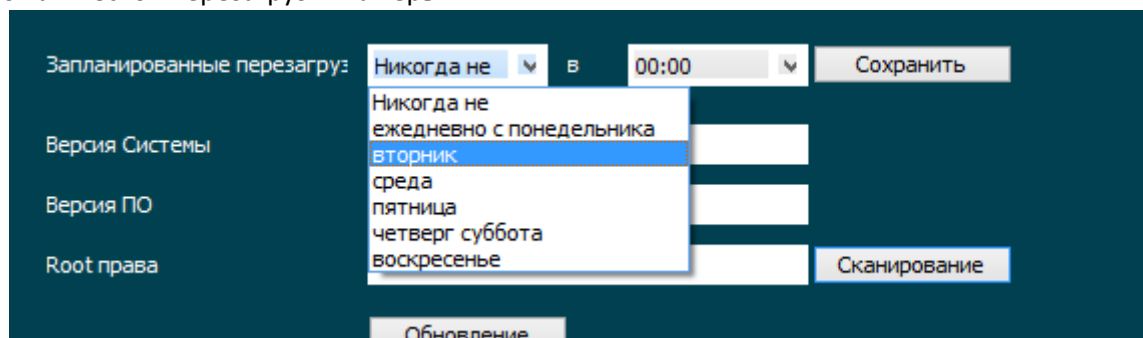 Запланированные перезагруз Никогда не в 00:00 Сохранить
Никогда не
ежедневно с понедельника
Версия Системы
вторник
среда
Версия ПО
пятница
четверг суббота
Root права
воскресенье
Сканирование
Обновление